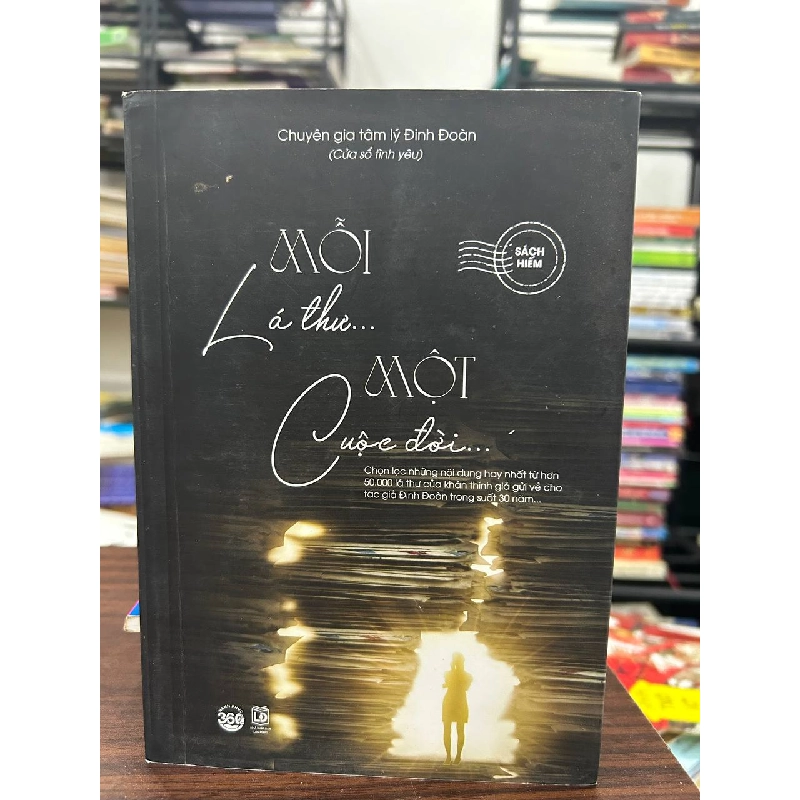 Chuyên gia tâm lý Đinh Đoàn
(Cửa sổ tình yêu)
MỖI
Lá thư...
SÁCH
HIẾM
MỘT
Cuộc đời...
Chọn lọc những nội dung hay nhất từ hơn
50.000 lá thư của khán thính giả gửi về cho
tác giả Đinh Đoàn trong suốt 30 năm...
360
LĐ